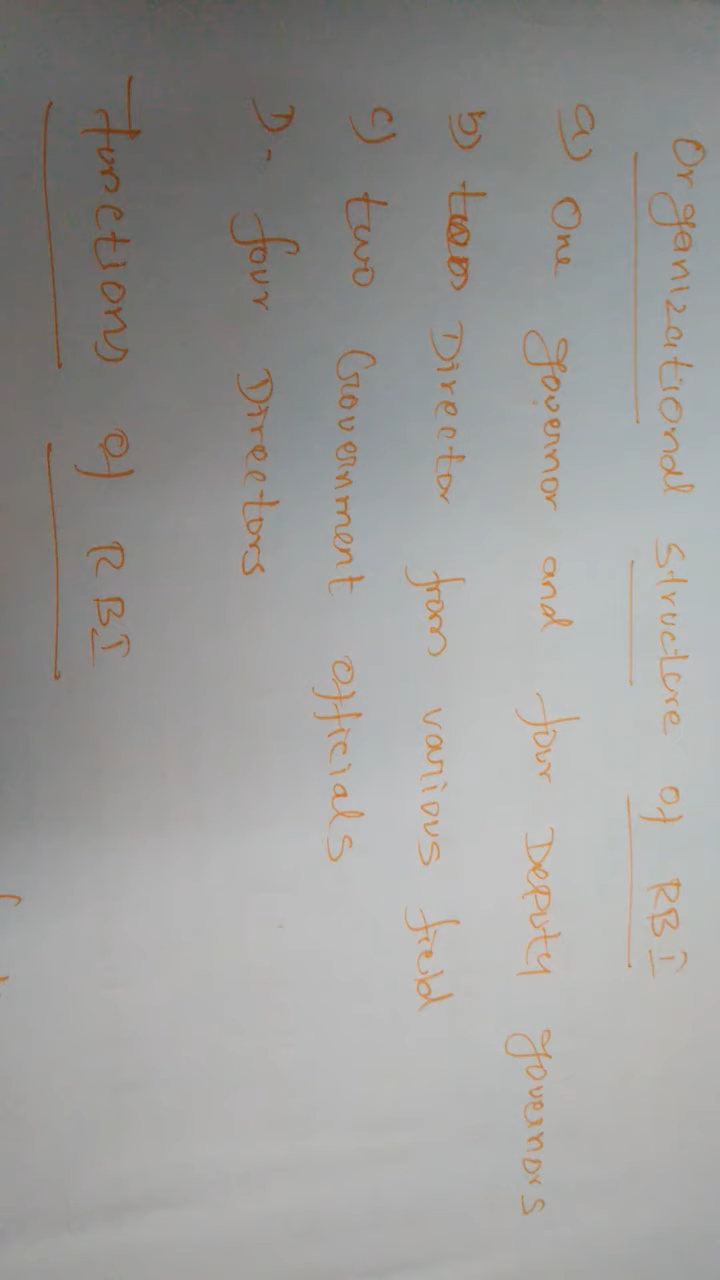 Organizational structure of RBI
a) One governor and four Deputy governors
b) Director from various field
c) two Government officials
D. four Directors
Functions of RBI